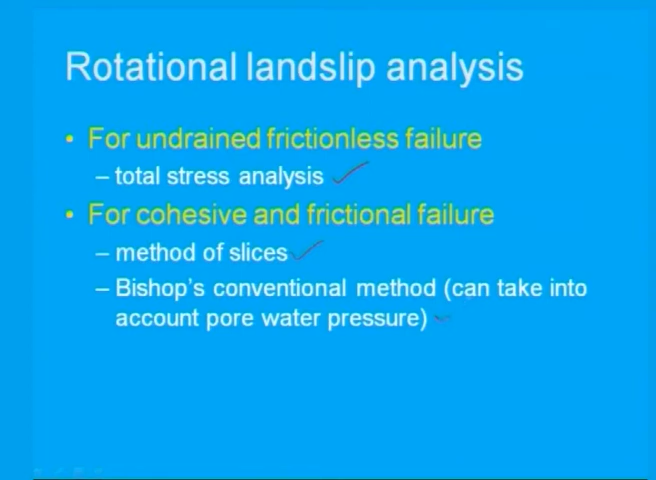 Rotational landslip analysis
• For undrained frictionless failure
– total stress analysis
• For cohesive and frictional failure
– method of slices
– Bishop's conventional method (can take into
account pore water pressure)